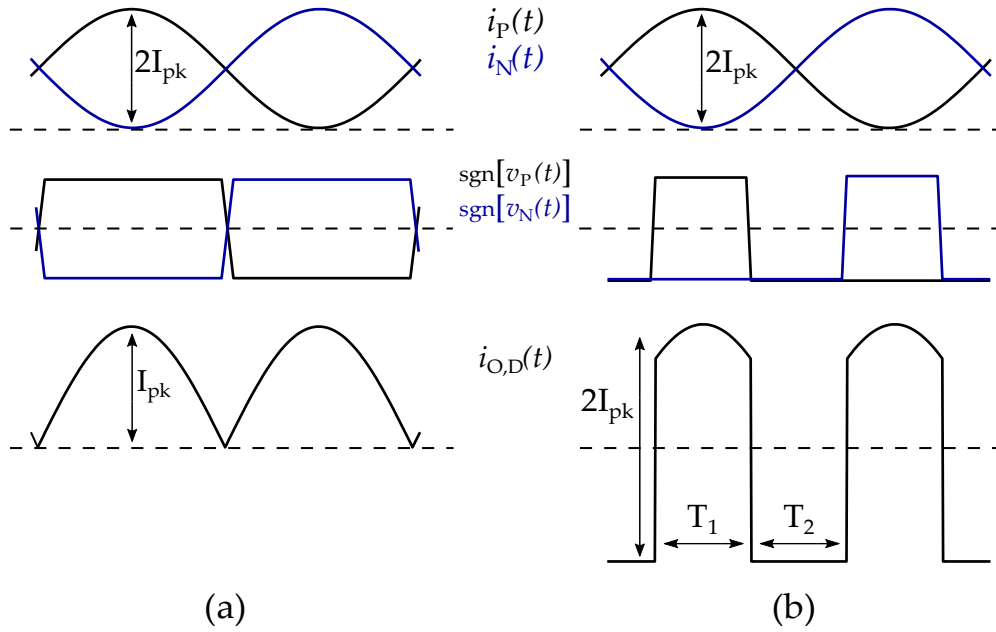 i_P(t)
i_N(t)
2I_pk
2I_pk
sgn[v_P(t)]
sgn[v_N(t)]
i_O,D(t)
I_pk
2I_pk
T_1
T_2
(a)
(b)